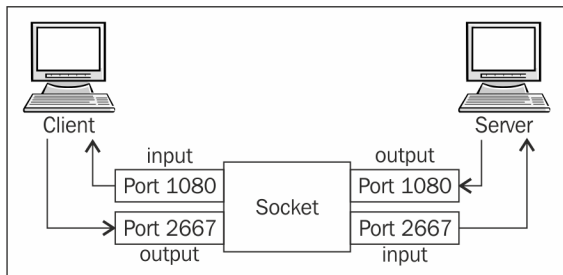 Client
Server
input
output
Port 1080
Socket
Port 1080
Port 2667
Port 2667
output
input